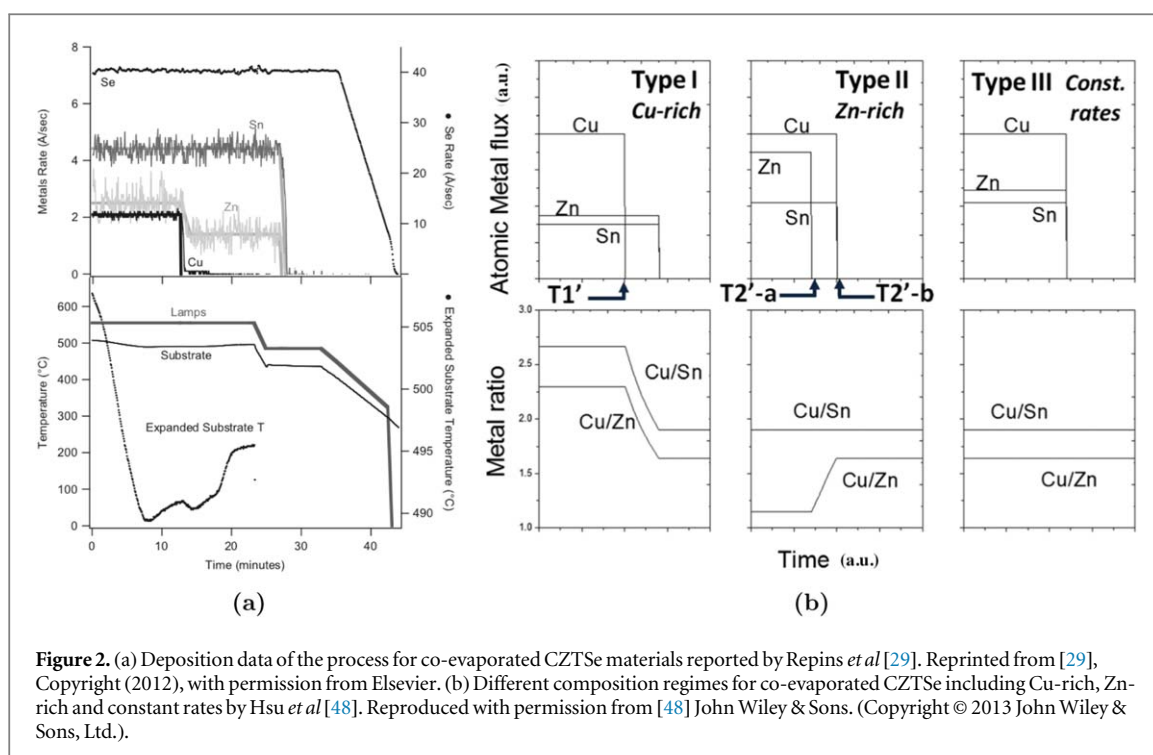 8
6
4
2
0
Metals Rate (Å/sec)
Se
Sn
Zn
Cu
40
30
20
10
0
• Se Rate (Å/sec)
600
500
400
300
200
100
0
Temperature (°C)
Lamps
Substrate
Expanded Substrate T
505
500
495
490
• Expanded Substrate Temperature (°C)
0
10
20
30
40
Time (minutes)
(a)
Atomic Metal flux (a.u.)
Type I
Cu-rich
Cu
Zn
Sn
Type II
Zn-rich
Cu
Zn
Sn
Type III Const.
rates
Cu
Zn
Sn
T1'
T2'-a
T2'-b
3.0
2.5
2.0
1.5
1.0
Metal ratio
Cu/Sn
Cu/Zn
Cu/Sn
Cu/Zn
Cu/Sn
Cu/Zn
Time (a.u.)
(b)
Figure 2. (a) Deposition data of the process for co-evaporated CZTSe materials reported by Repins et al [29]. Reprinted from [29],
Copyright (2012), with permission from Elsevier. (b) Different composition regimes for co-evaporated CZTSe including Cu-rich, Zn-
rich and constant rates by Hsu et al [48]. Reproduced with permission from [48] John Wiley & Sons. (Copyright © 2013 John Wiley &
Sons, Ltd.).